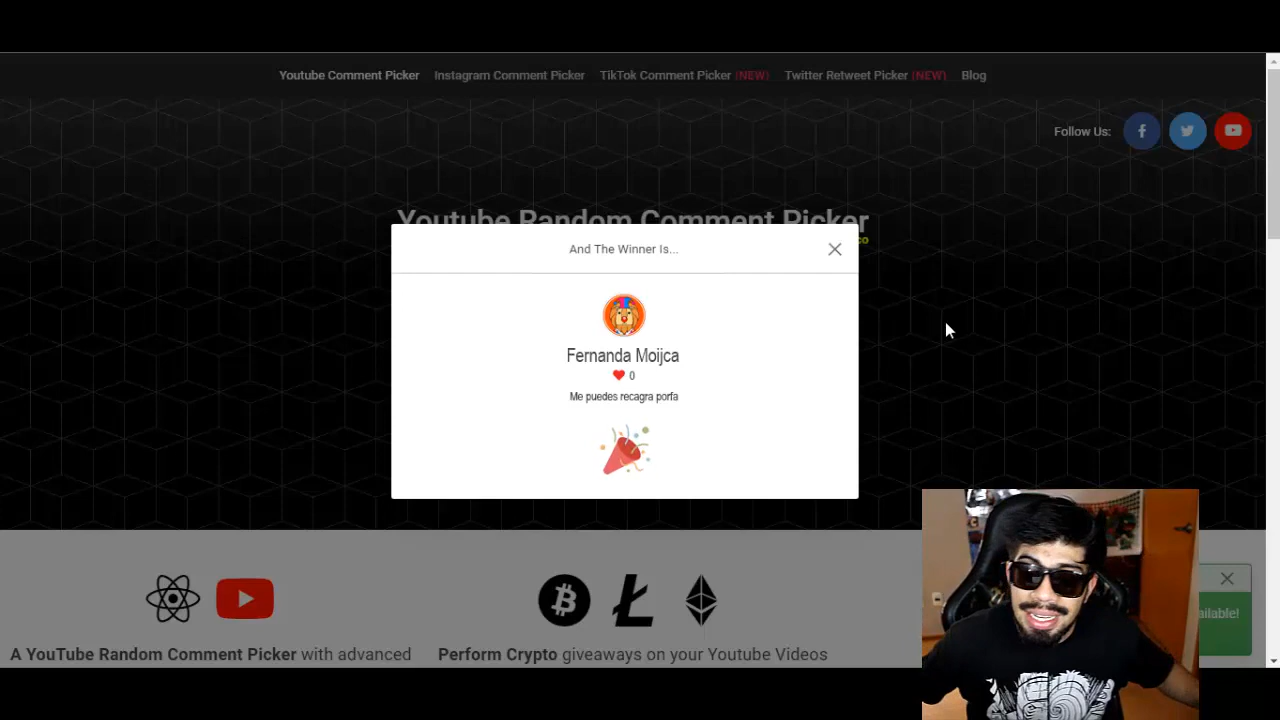 Youtube Comment Picker Instagram Comment Picker TikTok Comment Picker (NEW) Twitter Retweet Picker (NEW) Blog
Follow Us:
Youtube Random Comment Picker
co
And The Winner Is...
Fernanda Moijca
0
Me puedes recagra porfa
ailable!
A YouTube Random Comment Picker with advanced
Perform Crypto giveaways on your Youtube Videos